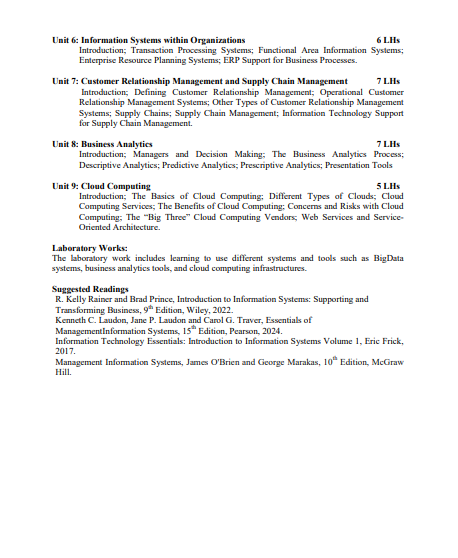 Unit 6: Information Systems within Organizations 6 LHs
Introduction; Transaction Processing Systems; Functional Area Information Systems;
Enterprise Resource Planning Systems; ERP Support for Business Processes.
Unit 7: Customer Relationship Management and Supply Chain Management 7 LHs
Introduction; Defining Customer Relationship Management; Operational Customer
Relationship Management Systems; Other Types of Customer Relationship Management
Systems; Supply Chains; Supply Chain Management; Information Technology Support
for Supply Chain Management.
Unit 8: Business Analytics 7 LHs
Introduction; Managers and Decision Making; The Business Analytics Process;
Descriptive Analytics; Predictive Analytics; Prescriptive Analytics; Presentation Tools
Unit 9: Cloud Computing 5 LHs
Introduction; The Basics of Cloud Computing; Different Types of Clouds; Cloud
Computing Services; The Benefits of Cloud Computing; Concerns and Risks with Cloud
Computing; The “Big Three” Cloud Computing Vendors; Web Services and Service-
Oriented Architecture.
Laboratory Works:
The laboratory work includes learning to use different systems and tools such as BigData
systems, business analytics tools, and cloud computing infrastructures.
Suggested Readings
R. Kelly Rainer and Brad Prince, Introduction to Information Systems: Supporting and
Transforming Business, 9th Edition, Wiley, 2022.
Kenneth C. Laudon, Jane P. Laudon and Carol G. Traver, Essentials of
ManagementInformation Systems, 15th Edition, Pearson, 2024.
Information Technology Essentials: Introduction to Information Systems Volume 1, Eric Frick,
2017.
Management Information Systems, James O'Brien and George Marakas, 10th Edition, McGraw
Hill.